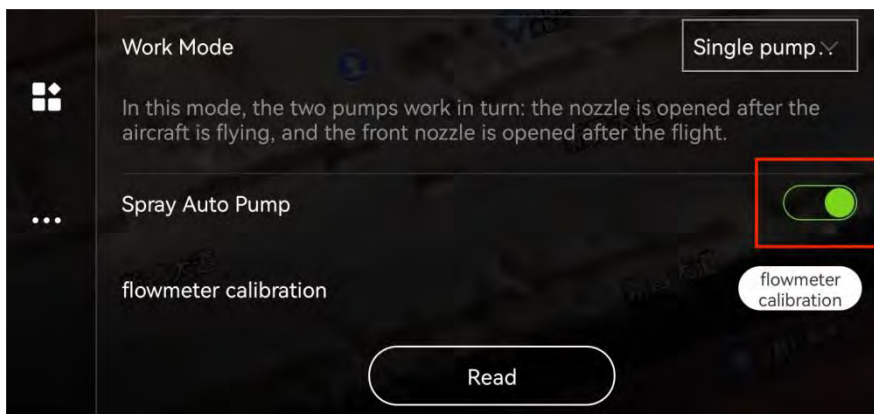 Work Mode
Single pump..
In this mode, the two pumps work in turn: the nozzle is opened after the
aircraft is flying, and the front nozzle is opened after the flight.
Spray Auto Pump
flowmeter calibration
flowmeter
calibration
Read